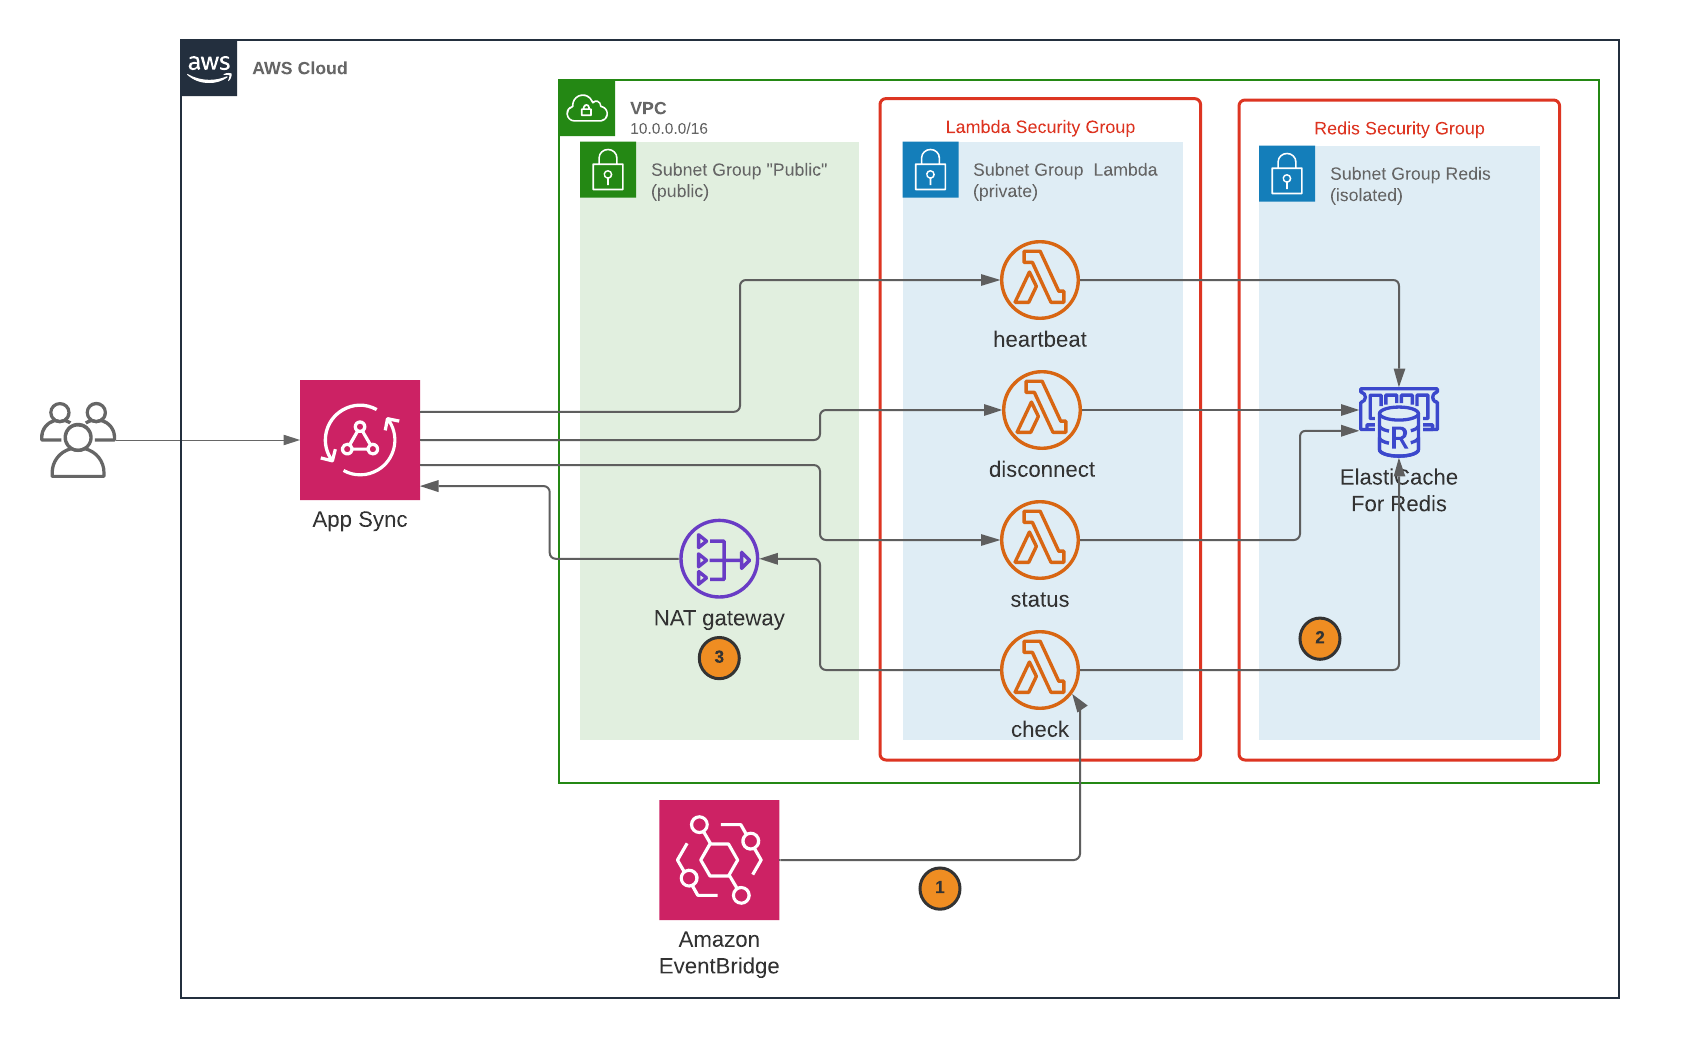 aws
AWS Cloud
VPC
10.0.0.0/16
Lambda Security Group
Redis Security Group
Subnet Group "Public"
(public)
Subnet Group  Lambda
(private)
Subnet Group Redis
(isolated)
heartbeat
disconnect
R
ElastiCache
For Redis
App Sync
status
NAT gateway
3
2
check
1
Amazon
EventBridge